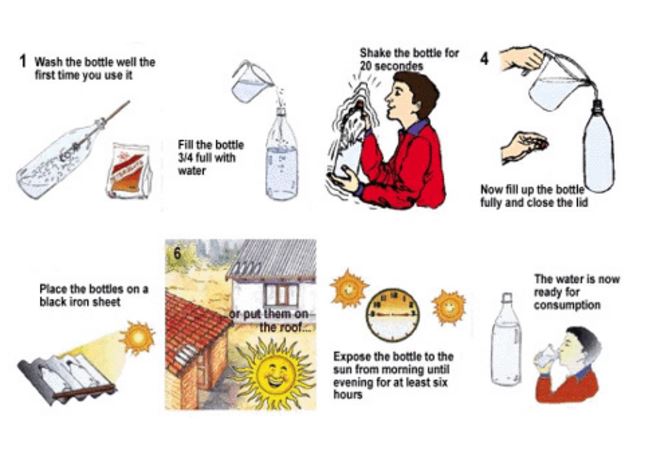 1 Wash the bottle well the
first time you use it
Fill the bottle
3/4 full with
water
Shake the bottle for
20 secondes
4
Now fill up the bottle
fully and close the lid
Place the bottles on a
black iron sheet
6
or put them on
the roof...
Expose the bottle to the
sun from morning until
evening for at least six
hours
The water is now
ready for
consumption